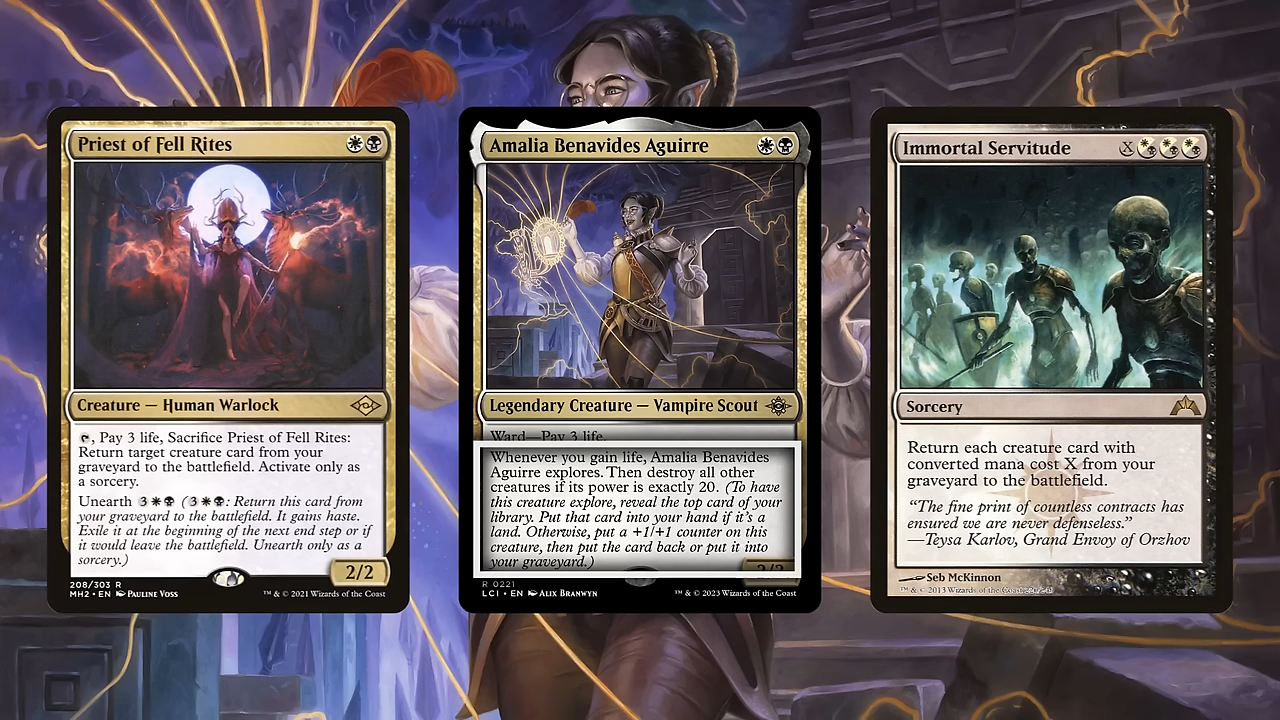 Priest of Fell Rites
Creature — Human Warlock
, Pay 3 life, Sacrifice Priest of Fell Rites:
Return target creature card from your
graveyard to the battlefield. Activate only as
a sorcery.
Unearth 3 (3: Return this card from
your graveyard to the battlefield. It gains haste.
Exile it at the beginning of the next end step or if
it would leave the battlefield. Unearth only as a
sorcery.)
2/2
208/303 R
MH2 • EN Pauline Voss
™ & © 2021 Wizards of the Coast
Amalia Benavides Aguirre
Legendary Creature — Vampire Scout
Ward—Pay 3 life.
Whenever you gain life, Amalia Benavides
Aguirre explores. Then destroy all other
creatures if its power is exactly 20. (To have
this creature explore, reveal the top card of your
library. Put that card into your hand if it's a
land. Otherwise, put a +1/+1 counter on this
creature, then put the card back or put it into
your graveyard.)
2/2
R 0221
LCI • EN Alix Branwyn
™ & © 2023 Wizards of the Coast
Immortal Servitude X
Sorcery
Return each creature card with
converted mana cost X from your
graveyard to the battlefield.
"The fine print of countless contracts has
ensured we are never defenseless."
—Teysa Karlov, Grand Envoy of Orzhov
Seb McKinnon
™ & © 2013 Wizards of the Coast